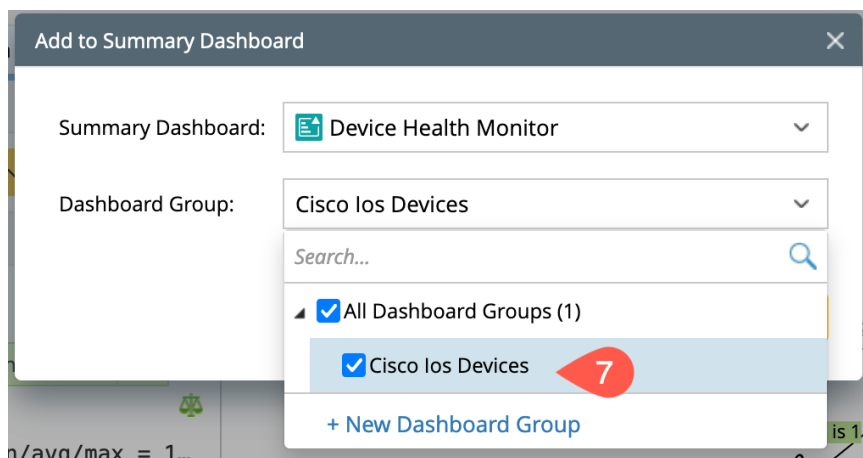 Add to Summary Dashboard
Summary Dashboard: Device Health Monitor
Dashboard Group: Cisco Ios Devices
Search...
All Dashboard Groups (1)
Cisco Ios Devices
7
+ New Dashboard Group
is 1
/avg/max = 1...